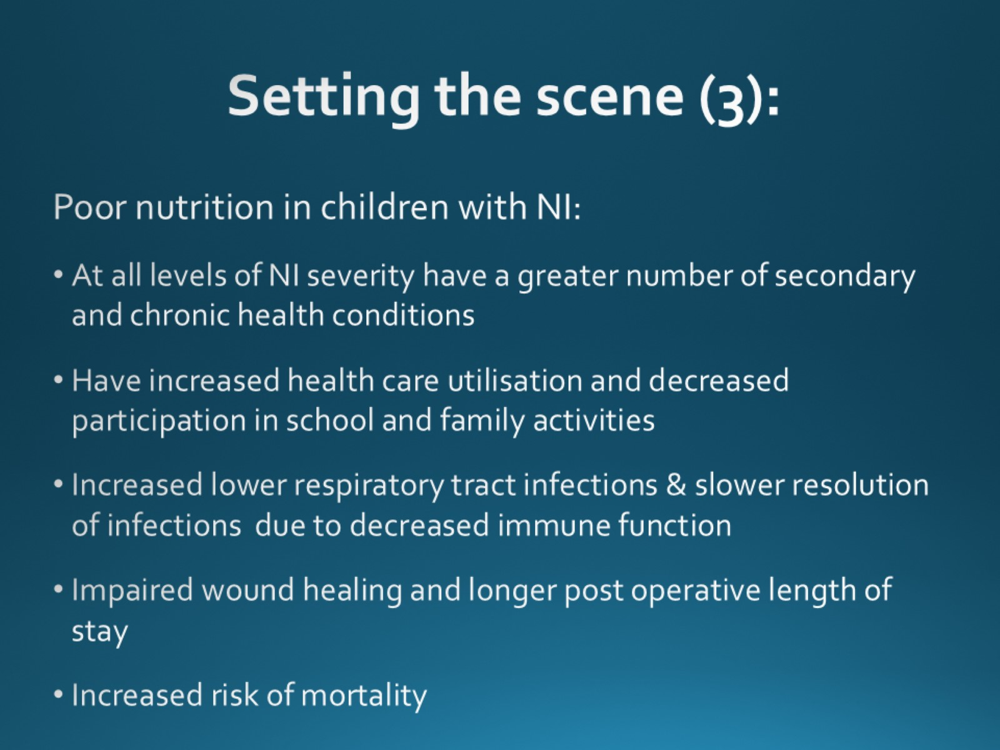 Setting the scene (3):
Poor nutrition in children with NI:
• At all levels of NI severity have a greater number of secondary
and chronic health conditions
• Have increased health care utilisation and decreased
participation in school and family activities
• Increased lower respiratory tract infections & slower resolution
of infections  due to decreased immune function
• Impaired wound healing and longer post operative length of
stay
• Increased risk of mortality